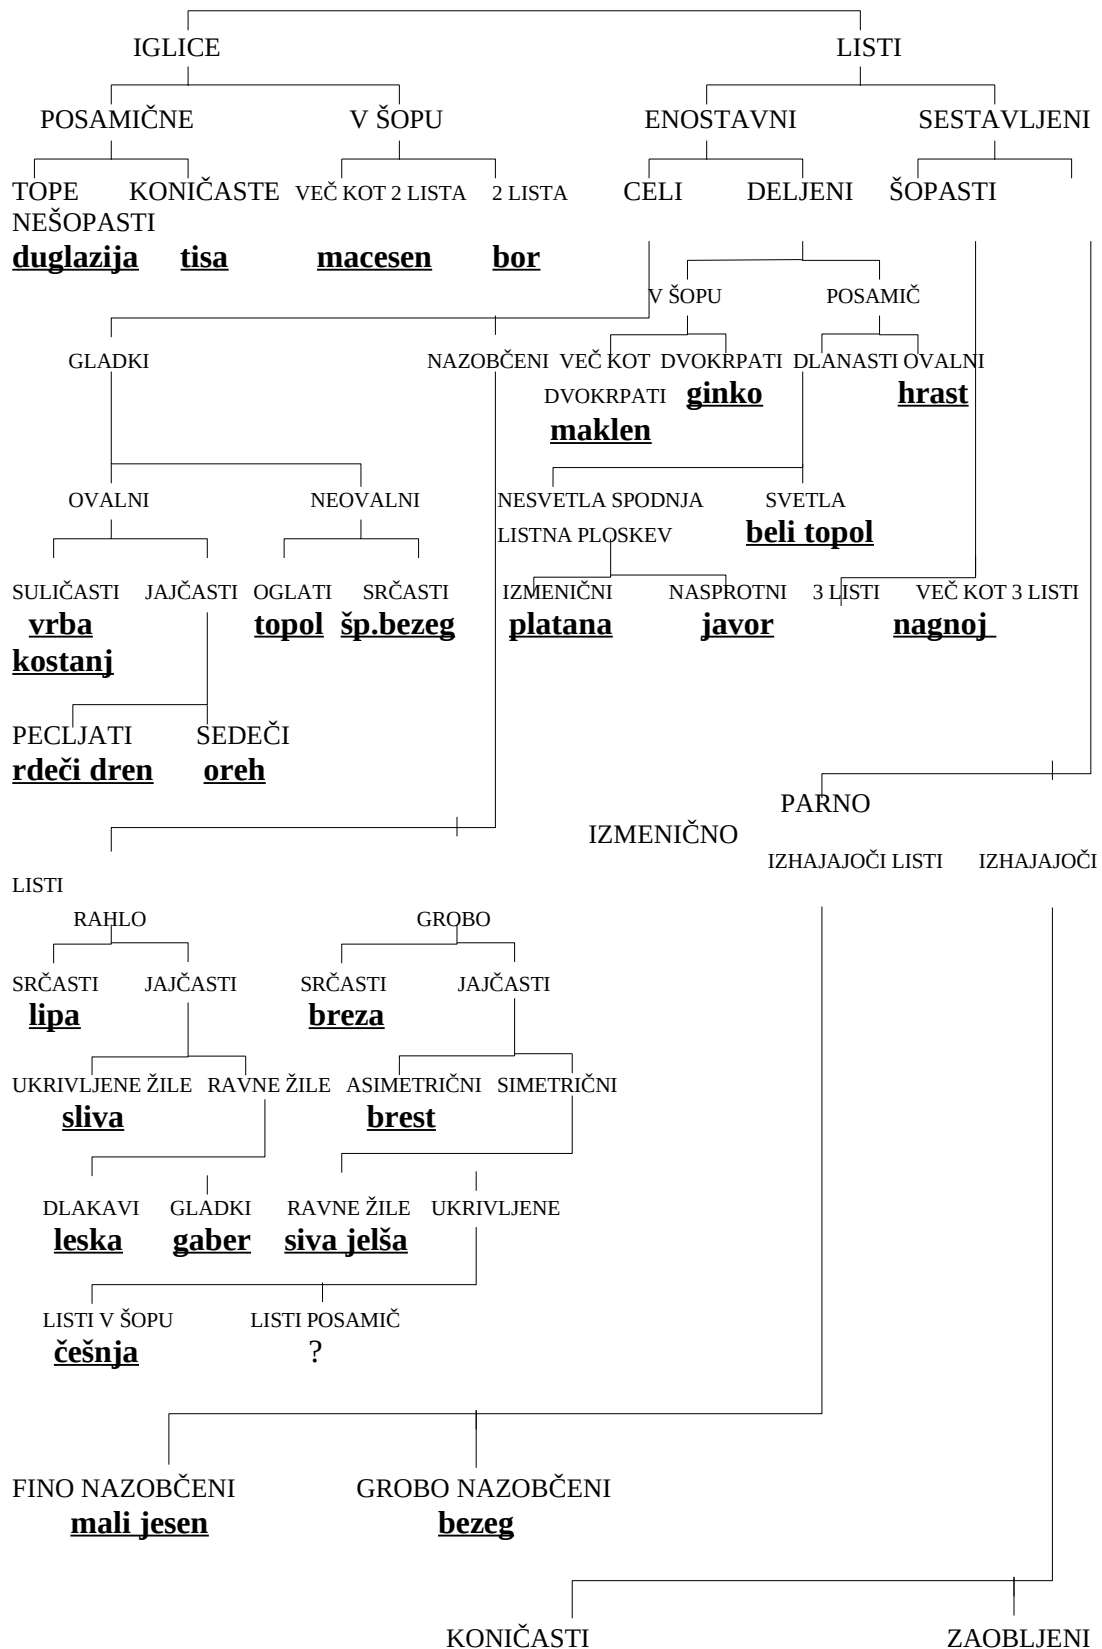 IGLICE LISTI
POSAMIČNE V ŠOPU ENOSTAVNI SESTAVLJENI
TOPE KONIČASTE VEČ KOT 2 LISTA 2 LISTA CELI DELJENI ŠOPASTI
NEŠOPASTI
duglazija tisa macesen bor
V ŠOPU POSAMIČ
GLADKI NAZOBČENI VEČ KOT DVOKRPATI DLANASTI OVALNI
DVOKRPATI ginko hrast
maklen
OVALNI NEOVALNI NESVETLA SPODNJA SVETLA
LISTNA PLOSKEV beli topol
SULIČASTI JAJČASTI OGLATI SRČASTI IZMENIČNI NASPROTNI 3 LISTI VEČ KOT 3 LISTI
vrba topol šp.bezeg platana javor nagnoj
kostanj
PECLJATI SEDEČI
rdeči dren oreh
PARNO
IZMENIČNO
IZHAJAJOČI LISTI IZHAJAJOČI
LISTI
RAHLO GROBO
SRČASTI JAJČASTI SRČASTI JAJČASTI
lipa breza
UKRIVLJENE ŽILE RAVNE ŽILE ASIMETRIČNI SIMETRIČNI
sliva brest
DLAKAVI GLADKI RAVNE ŽILE UKRIVLJENE
leska gaber siva jelša
LISTI V ŠOPU LISTI POSAMIČ
češnja ?
FINO NAZOBČENI GROBO NAZOBČENI
mali jesen bezeg
KONIČASTI ZAOBLJENI